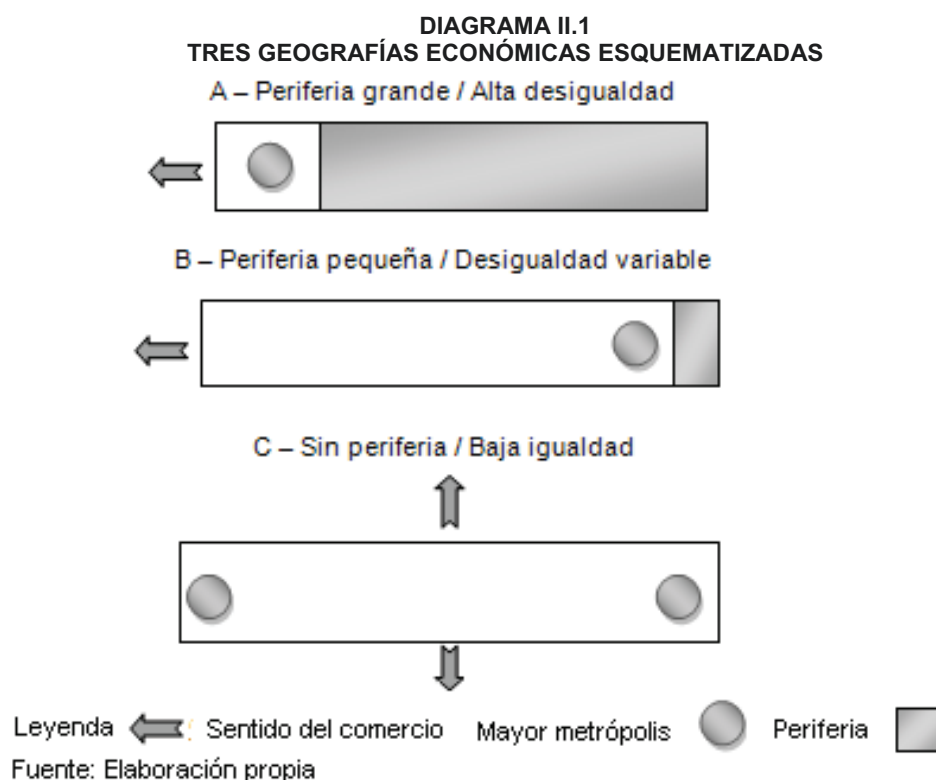 DIAGRAMA II.1
TRES GEOGRAFÍAS ECONÓMICAS ESQUEMATIZADAS
A – Periferia grande / Alta desigualdad
B – Periferia pequeña / Desigualdad variable
C – Sin periferia / Baja igualdad
Leyenda Sentido del comercio Mayor metrópolis Periferia
Fuente: Elaboración propia